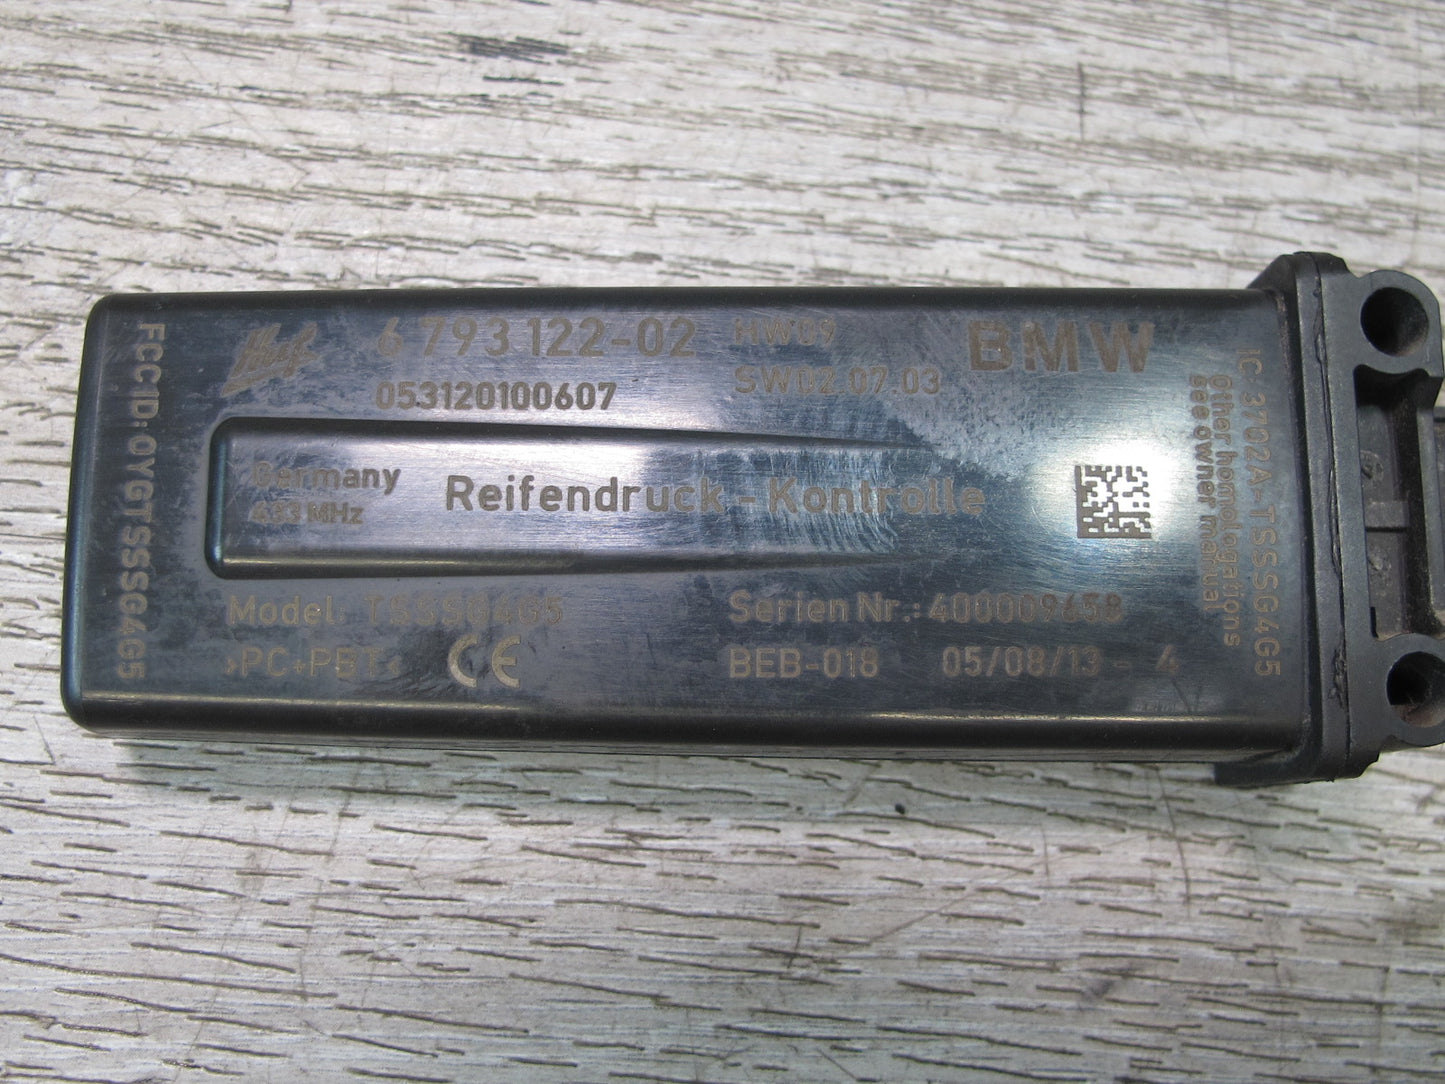 Huf
6 793 122-02
HW09
BMW
053120100607
SW02.07.03
Germany
433 MHz
Reifendruck - Kontrolle
Model: TSSSG4G5
Serien Nr.: 400009658
>PC+PBT<
CE
BEB-018
05/08/13 - 4
FCC ID: OYGTSSSG4G5
IC: 3702A-TSSSG4G5
Other homologations
see owner manual